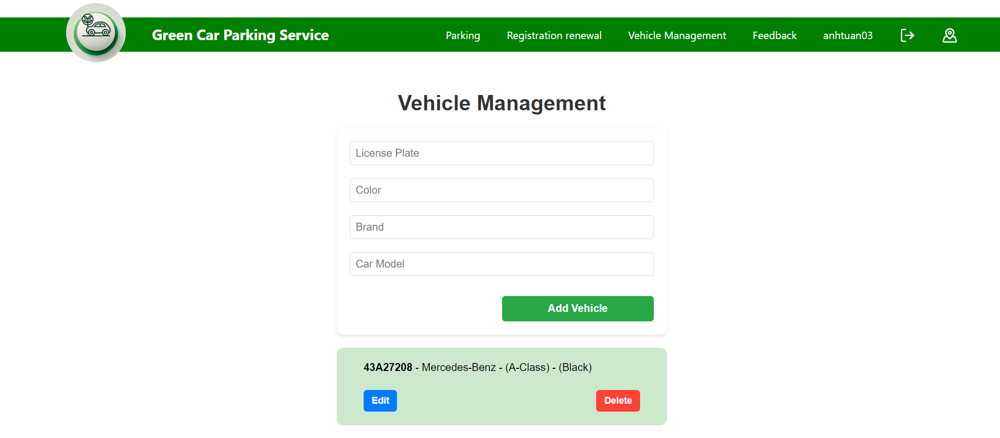 Green Car Parking Service
Parking
Registration renewal
Vehicle Management
Feedback
anhtuan03
Vehicle Management
License Plate
Color
Brand
Car Model
Add Vehicle
43A27208 - Mercedes-Benz - (A-Class) - (Black)
Edit
Delete